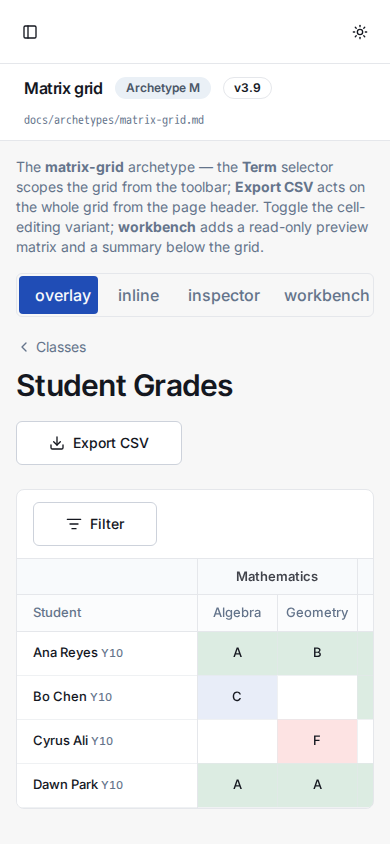 Matrix grid Archetype M v3.9
docs/archetypes/matrix-grid.md
The matrix-grid archetype — the Term selector
scopes the grid from the toolbar; Export CSV acts on
the whole grid from the page header. Toggle the cell-
editing variant; workbench adds a read-only preview
matrix and a summary below the grid.
overlay inline inspector workbench
Classes
Student Grades
Export CSV
Filter
Mathematics
Student Algebra Geometry
Ana Reyes Y10 A B
Bo Chen Y10 C
Cyrus Ali Y10 F
Dawn Park Y10 A A